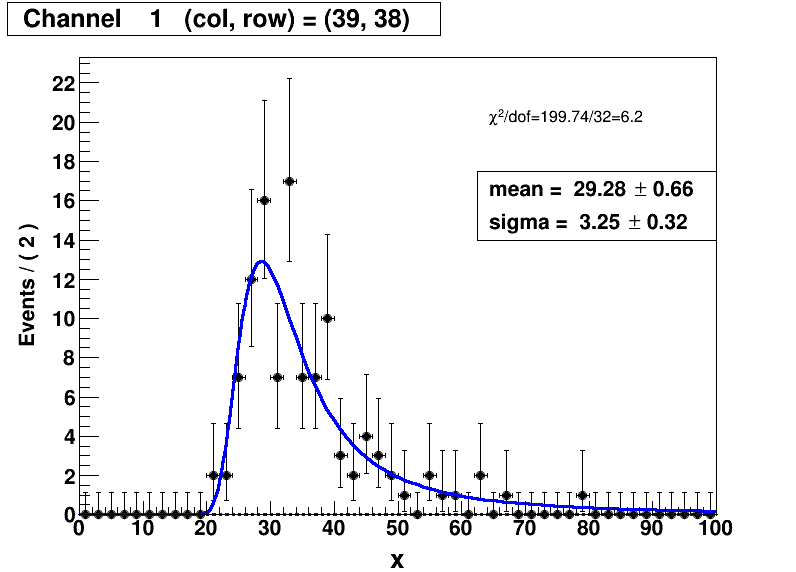 Channel 1 (col, row) = (39, 38)
χ²/dof=199.74/32=6.2
mean = 29.28 ± 0.66
sigma = 3.25 ± 0.32
Events / ( 2 )
22
20
18
16
14
12
10
8
6
4
2
0
0 10 20 30 40 50 60 70 80 90 100
x